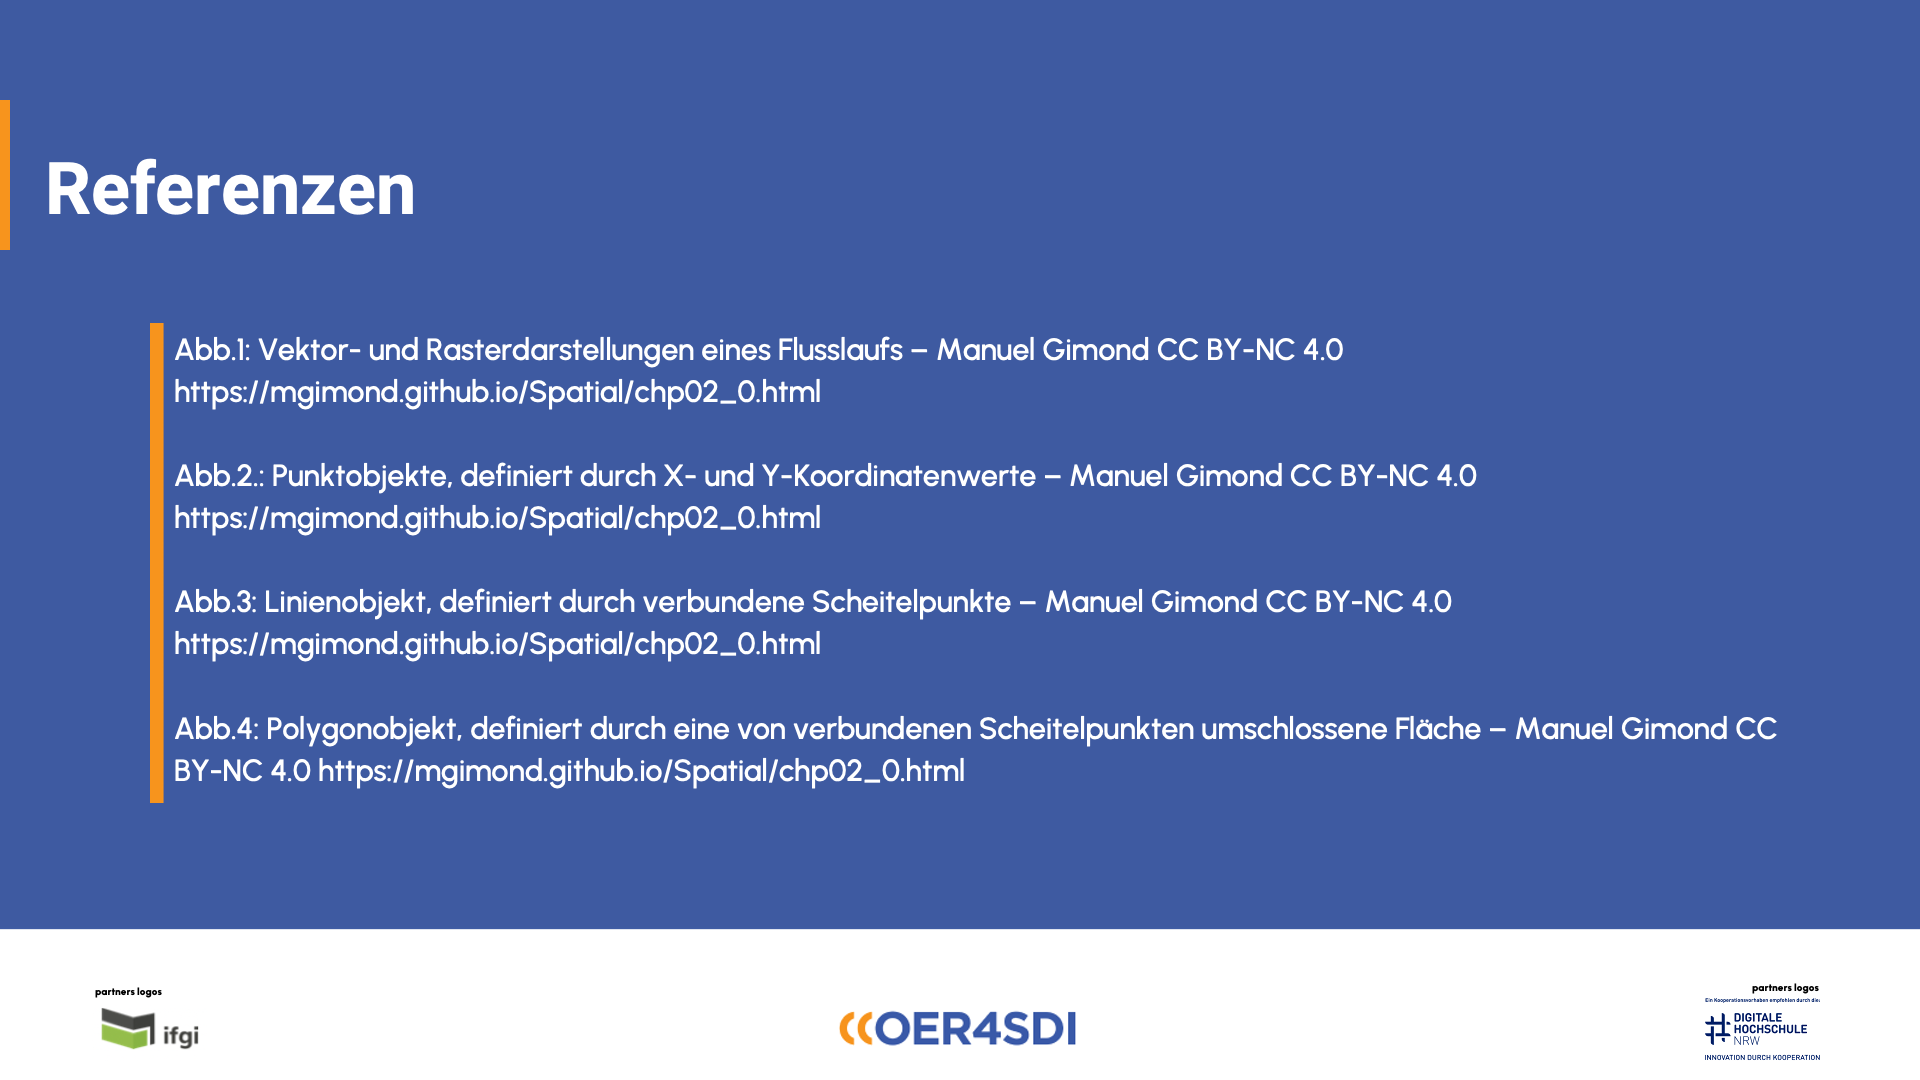 Referenzen
Abb.1: Vektor- und Rasterdarstellungen eines Flusslaufs – Manuel Gimond CC BY-NC 4.0
https://mgimond.github.io/Spatial/chp02_0.html
Abb.2.: Punktobjekte, definiert durch X- und Y-Koordinatenwerte – Manuel Gimond CC BY-NC 4.0
https://mgimond.github.io/Spatial/chp02_0.html
Abb.3: Linienobjekt, definiert durch verbundene Scheitelpunkte – Manuel Gimond CC BY-NC 4.0
https://mgimond.github.io/Spatial/chp02_0.html
Abb.4: Polygonobjekt, definiert durch eine von verbundenen Scheitelpunkten umschlossene Fläche – Manuel Gimond CC
BY-NC 4.0 https://mgimond.github.io/Spatial/chp02_0.html
partners logos
ifgi
OER4SDI
partners logos
Ein Kooperationsvorhaben empfohlen durch die:
DIGITALE
HOCHSCHULE
NRW
INNOVATION DURCH KOOPERATION